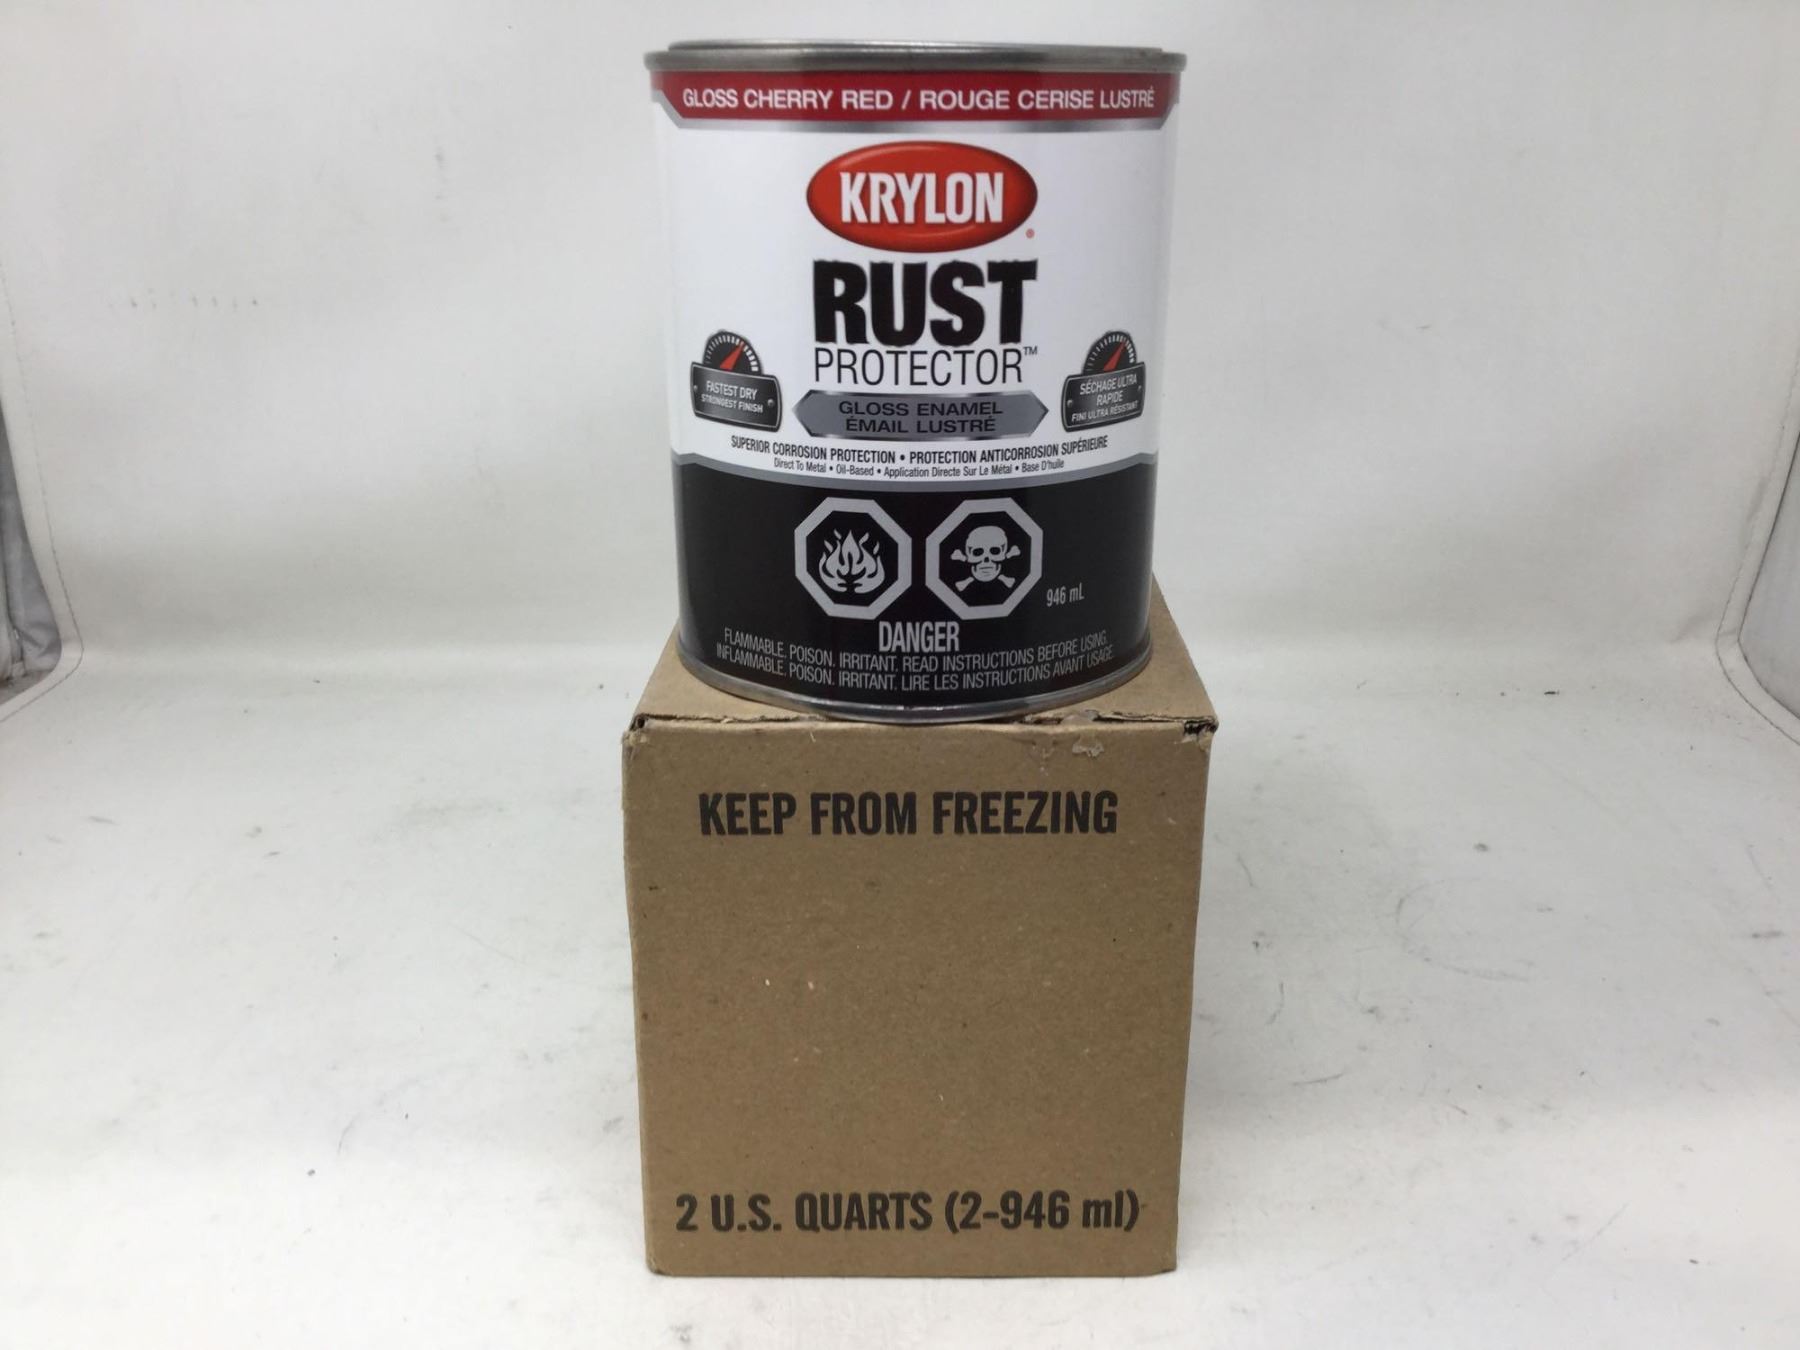 GLOSS CHERRY RED / ROUGE CERISE LUSTRÉ
KRYLON®
RUST
PROTECTOR™
FASTEST DRY
STRONGEST FINISH
SÉCHAGE ULTRA
RAPIDE
FINI ULTRA RÉSISTANT
GLOSS ENAMEL
ÉMAIL LUSTRÉ
SUPERIOR CORROSION PROTECTION • PROTECTION ANTICORROSION SUPÉRIEURE
Direct To Metal • Oil-Based • Application Directe Sur Le Métal • Base D'huile
946 mL
DANGER
FLAMMABLE. POISON. IRRITANT. READ INSTRUCTIONS BEFORE USING.
INFLAMMABLE. POISON. IRRITANT. LIRE LES INSTRUCTIONS AVANT USAGE.
KEEP FROM FREEZING
2 U.S. QUARTS (2-946 ml)